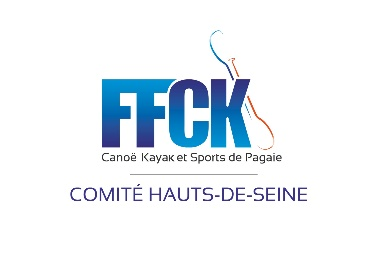 FFCK
Canoë Kayak et Sports de Pagaie
COMITÉ HAUTS-DE-SEINE